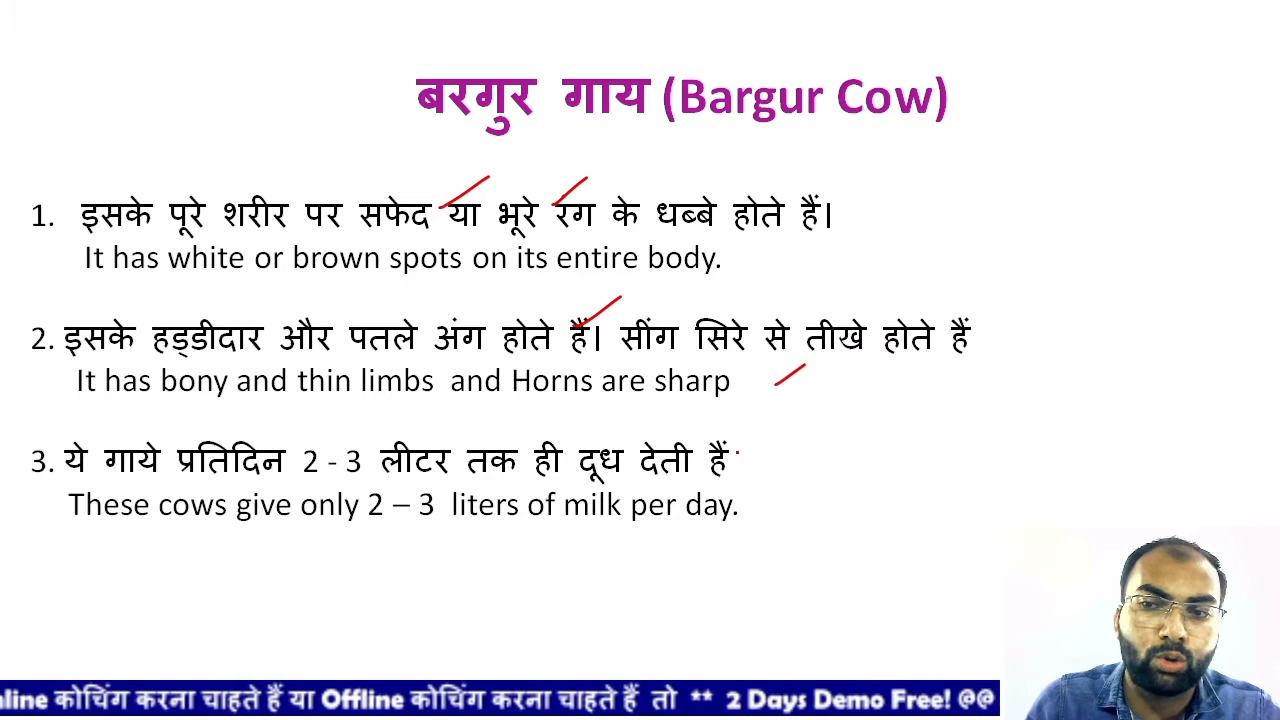 बरगुर गाय (Bargur Cow)
1. इसके पूरे शरीर पर सफेद या भूरे रंग के धब्बे होते हैं।
It has white or brown spots on its entire body.
2. इसके हड्डीदार और पतले अंग होते हैं। सींग सिरे से तीखे होते हैं
It has bony and thin limbs and Horns are sharp
3. ये गाये प्रतिदिन 2 - 3 लीटर तक ही दूध देती हैं
These cows give only 2 – 3 liters of milk per day.
कोचिंग करना चाहते हैं या Offline कोचिंग करना चाहते हैं तो ** 2 Days Demo Free! @@